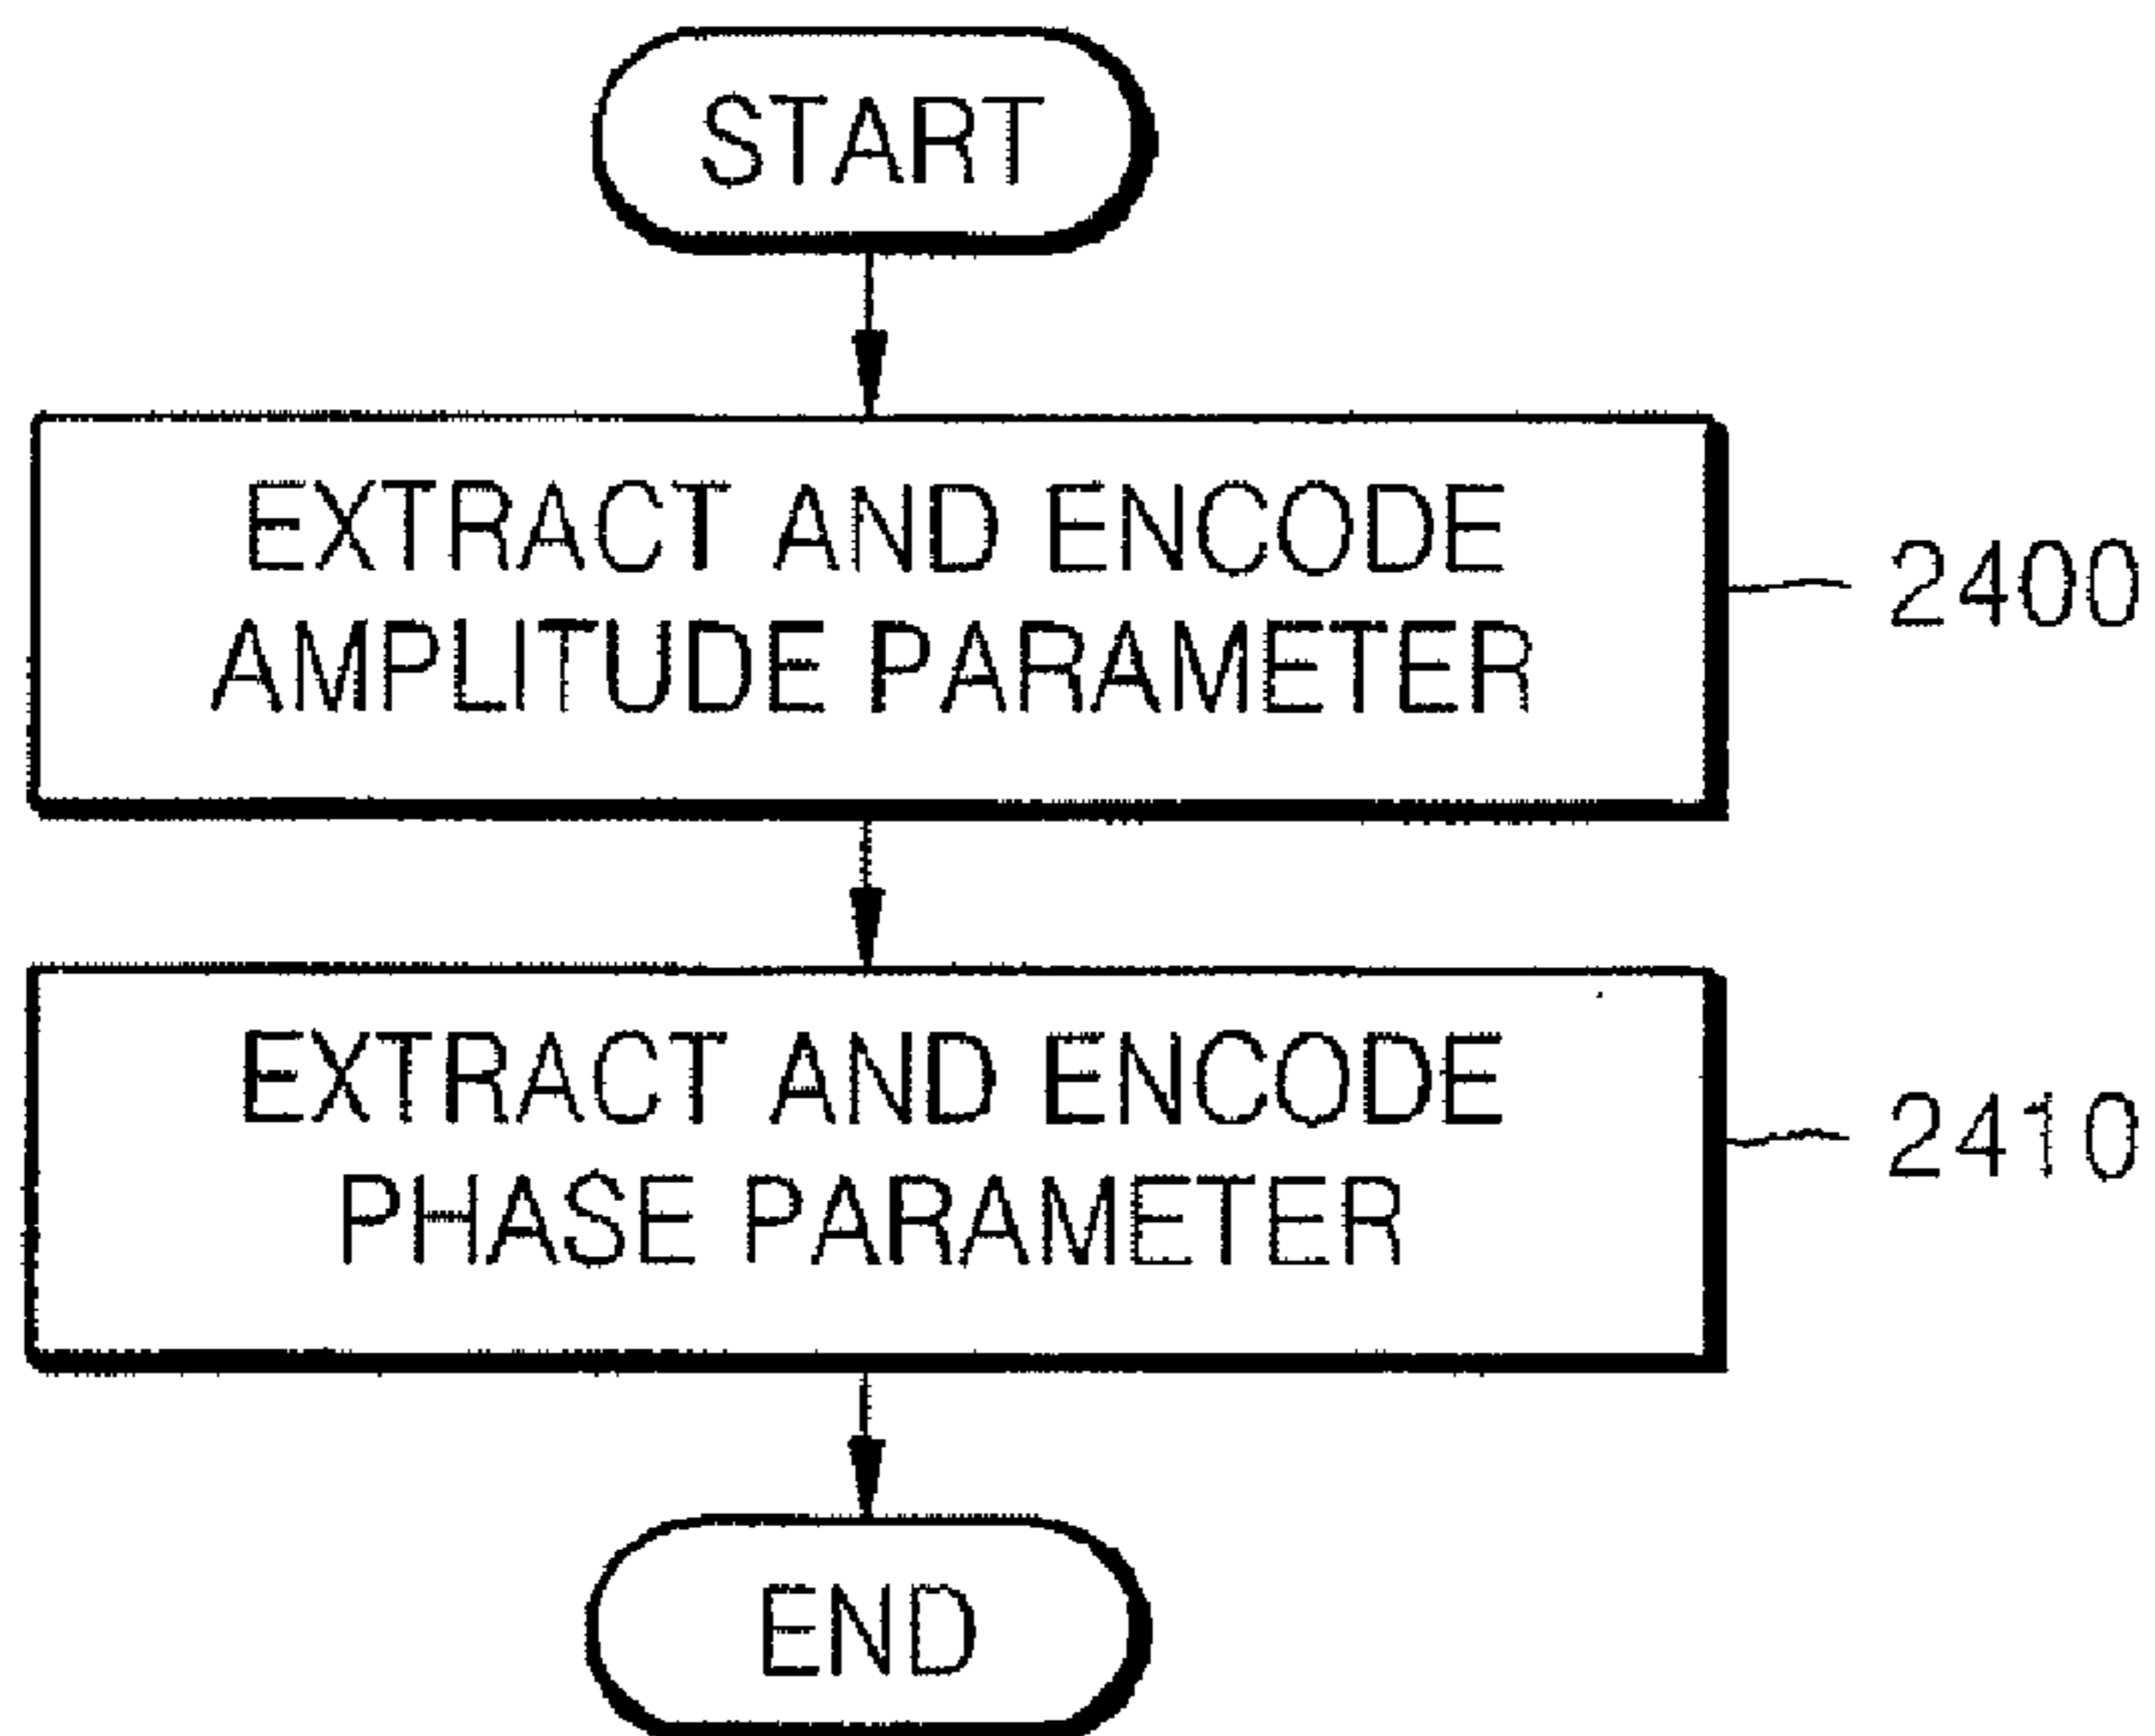 START
EXTRACT AND ENCODE
AMPLITUDE PARAMETER
2400
EXTRACT AND ENCODE
PHASE PARAMETER
2410
END